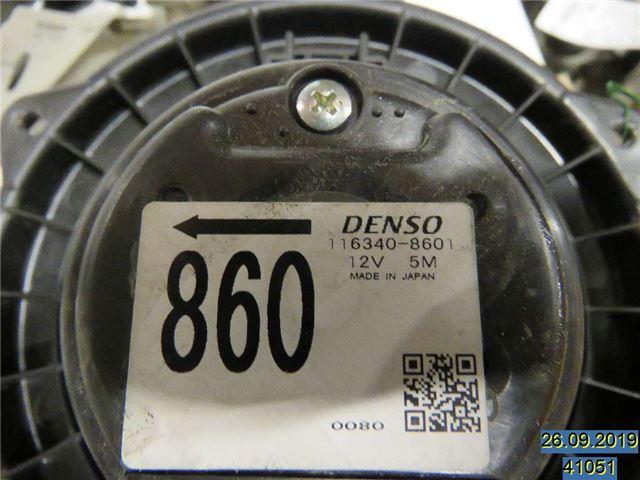 DENSO
116340-8601
12V 5M
MADE IN JAPAN
860
0080
26.09.2019
41051